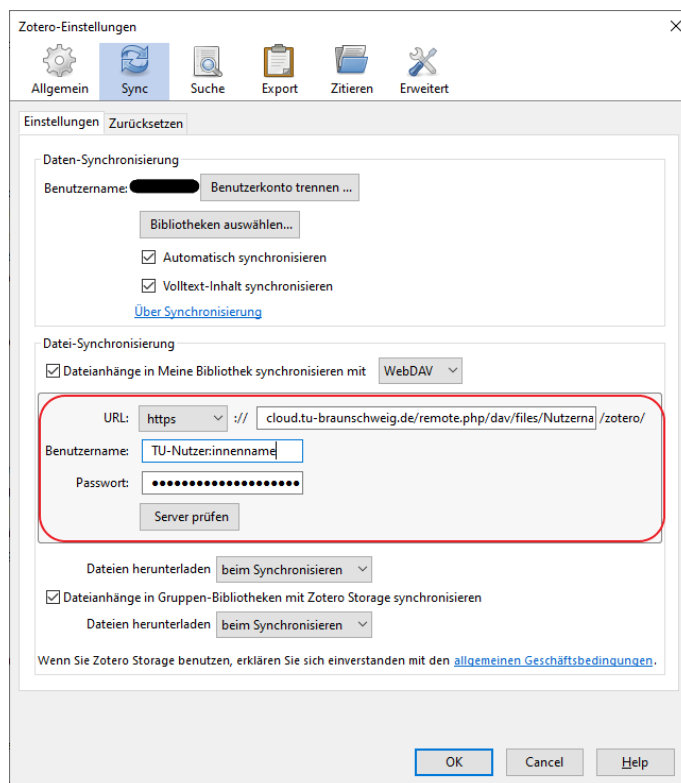 Zotero-Einstellungen
Allgemein Sync Suche Export Zitieren Erweitert
Einstellungen Zurücksetzen
Daten-Synchronisierung
Benutzername: Benutzerkonto trennen ...
Bibliotheken auswählen...
Automatisch synchronisieren
Volltext-Inhalt synchronisieren
Über Synchronisierung
Datei-Synchronisierung
Dateianhänge in Meine Bibliothek synchronisieren mit WebDAV
URL: https :// cloud.tu-braunschweig.de/remote.php/dav/files/Nutzerna /zotero/
Benutzername: TU-Nutzer:innenname
Passwort: ●●●●●●●●●●●●●●●●●●●●
Server prüfen
Dateien herunterladen beim Synchronisieren
Dateianhänge in Gruppen-Bibliotheken mit Zotero Storage synchronisieren
Dateien herunterladen beim Synchronisieren
Wenn Sie Zotero Storage benutzen, erklären Sie sich einverstanden mit den allgemeinen Geschäftsbedingungen.
OK Cancel Help